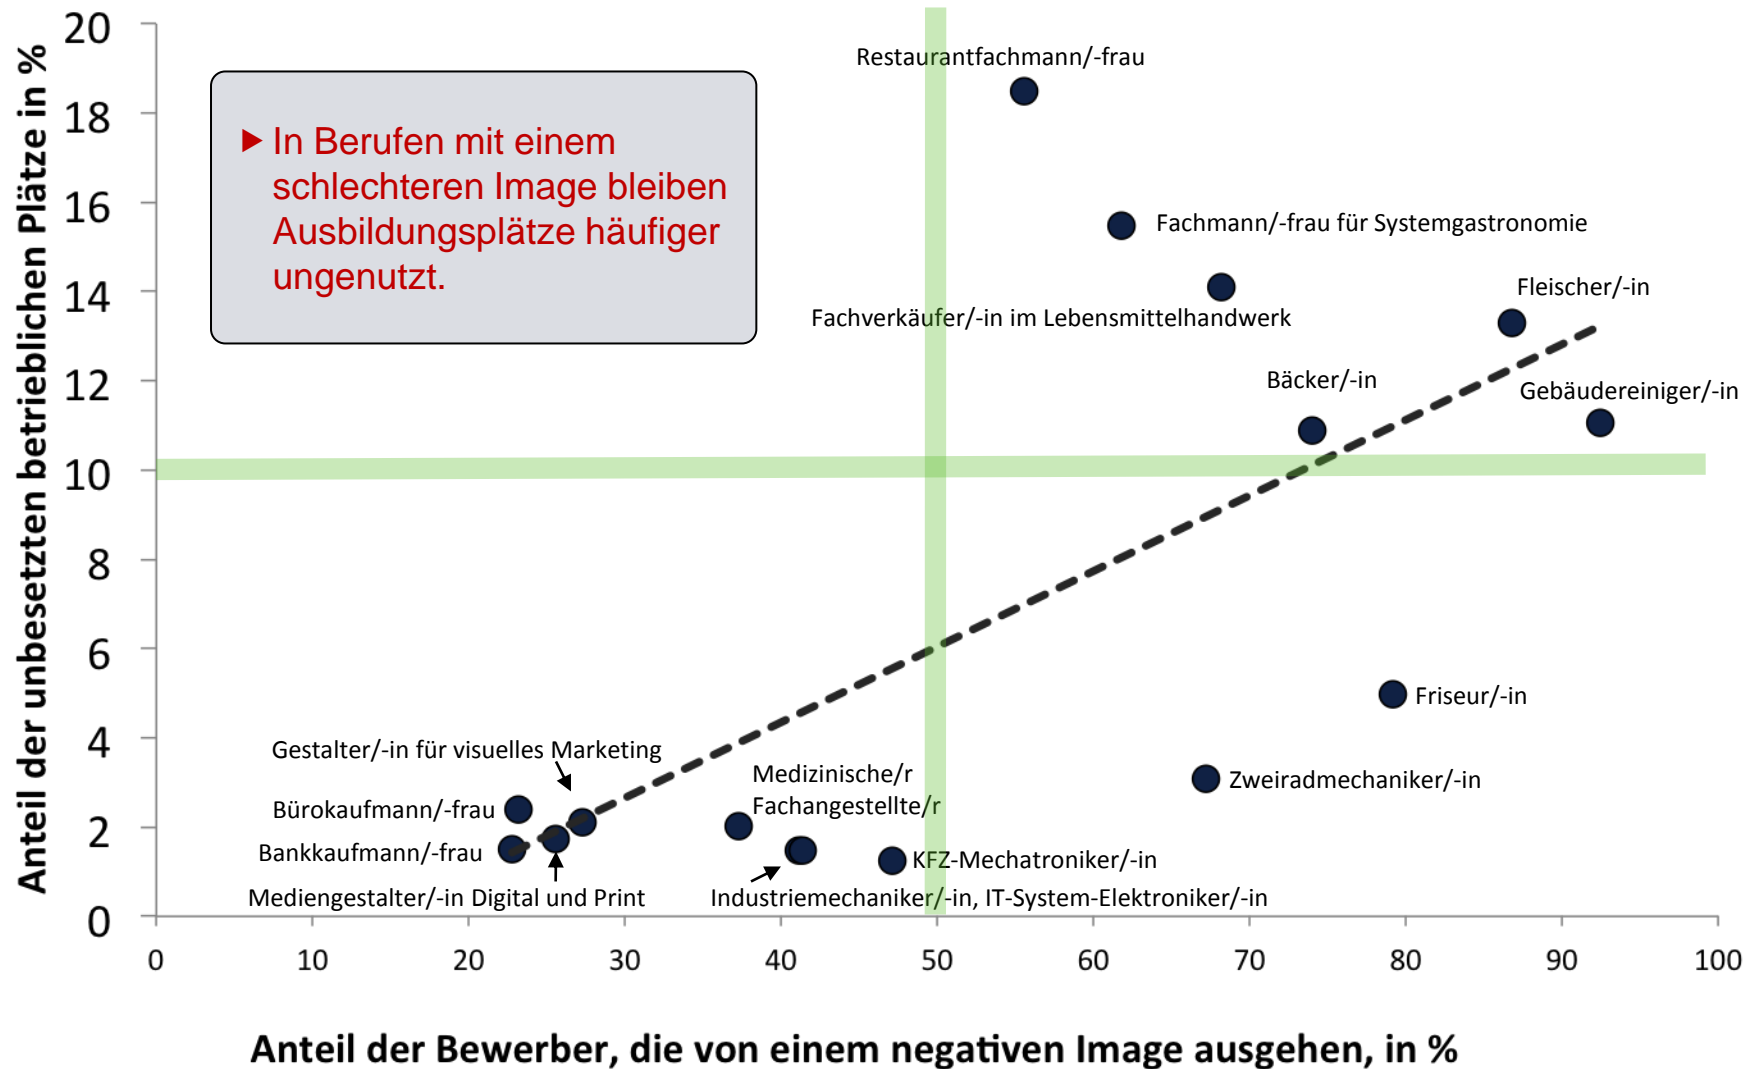 Anteil der unbesetzten betrieblichen Plätze in %
20
18
16
14
12
10
8
6
4
2
0
▶ In Berufen mit einem
schlechteren Image bleiben
Ausbildungsplätze häufiger
ungenutzt.
Restaurantfachmann/-frau
Fachmann/-frau für Systemgastronomie
Fachverkäufer/-in im Lebensmittelhandwerk
Fleischer/-in
Bäcker/-in
Gebäudereiniger/-in
Friseur/-in
Zweiradmechaniker/-in
Gestalter/-in für visuelles Marketing
Bürokaufmann/-frau
Bankkaufmann/-frau
Mediengestalter/-in Digital und Print
Medizinische/r
Fachangestellte/r
KFZ-Mechatroniker/-in
Industriemechaniker/-in, IT-System-Elektroniker/-in
0 10 20 30 40 50 60 70 80 90 100
Anteil der Bewerber, die von einem negativen Image ausgehen, in %